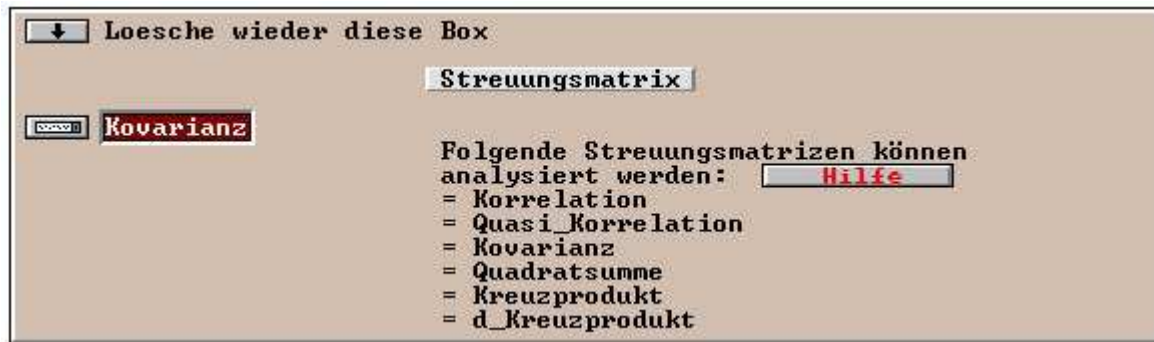 Loesche wieder diese Box
Streuungsmatrix
Kovarianz
Folgende Streuungsmatrizen können
analysiert werden: Hilfe
= Korrelation
= Quasi_Korrelation
= Kovarianz
= Quadratsumme
= Kreuzprodukt
= d_Kreuzprodukt